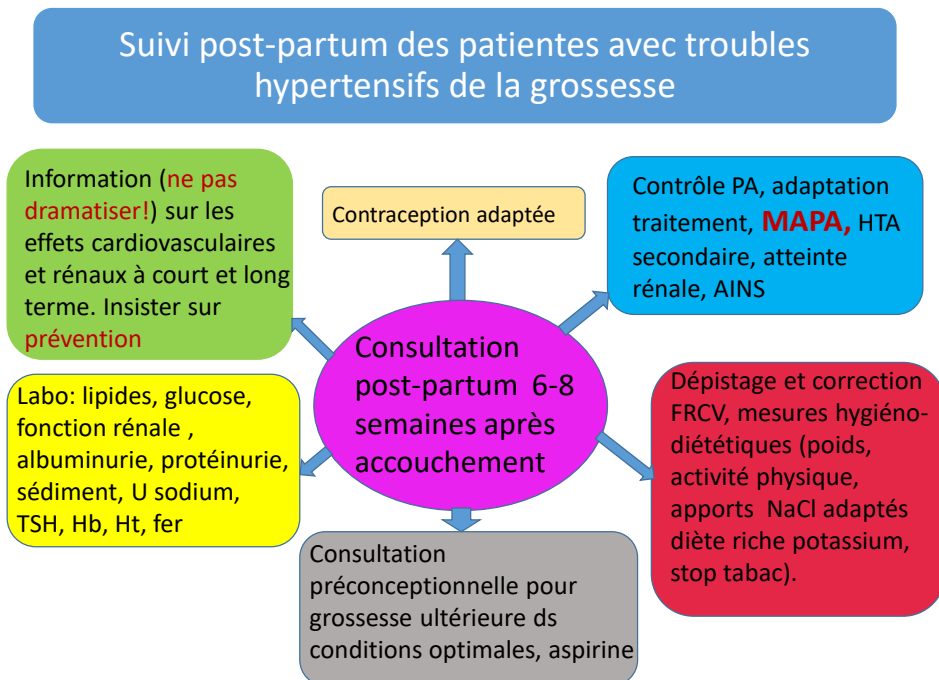 Suivi post-partum des patientes avec troubles
hypertensifs de la grossesse
Information (ne pas
dramatiser!) sur les
effets cardiovasculaires
et rénaux à court et long
terme. Insister sur
prévention
Contraception adaptée
Contrôle PA, adaptation
traitement, MAPA, HTA
secondaire, atteinte
rénale, AINS
Consultation
post-partum 6-8
semaines après
accouchement
Labo: lipides, glucose,
fonction rénale ,
albuminurie, protéinurie,
sédiment, U sodium,
TSH, Hb, Ht, fer
Dépistage et correction
FRCV, mesures hygiéno-
diététiques (poids,
activité physique,
apports NaCl adaptés
diète riche potassium,
stop tabac).
Consultation
préconceptionnelle pour
grossesse ultérieure ds
conditions optimales, aspirine